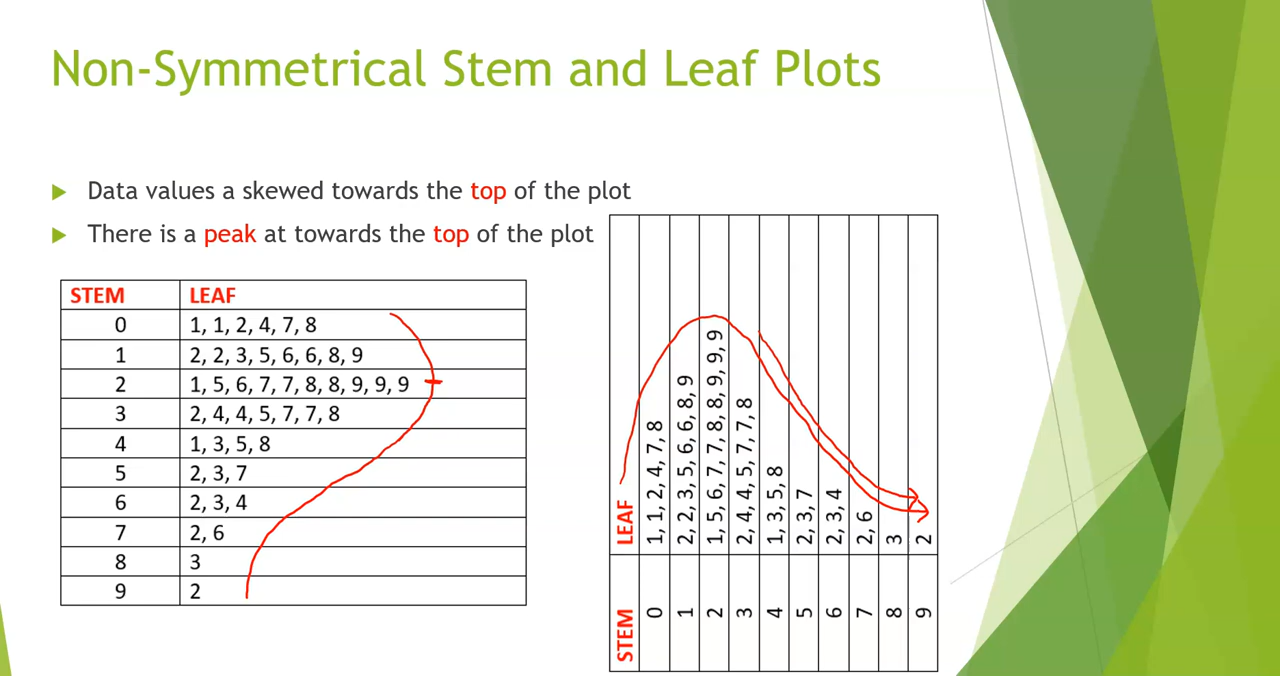 Non-Symmetrical Stem and Leaf Plots
Data values a skewed towards the top of the plot
There is a peak at towards the top of the plot
STEM LEAF
0 1, 1, 2, 4, 7, 8
1 2, 2, 3, 5, 6, 6, 8, 9
2 1, 5, 6, 7, 7, 8, 8, 9, 9, 9
3 2, 4, 4, 5, 7, 7, 8
4 1, 3, 5, 8
5 2, 3, 7
6 2, 3, 4
7 2, 6
8 3
9 2
STEM LEAF
0 1, 1, 2, 4, 7, 8
1 2, 2, 3, 5, 6, 6, 8, 9
2 1, 5, 6, 7, 7, 8, 8, 9, 9, 9
3 2, 4, 4, 5, 7, 7, 8
4 1, 3, 5, 8
5 2, 3, 7
6 2, 3, 4
7 2, 6
8 3
9 2